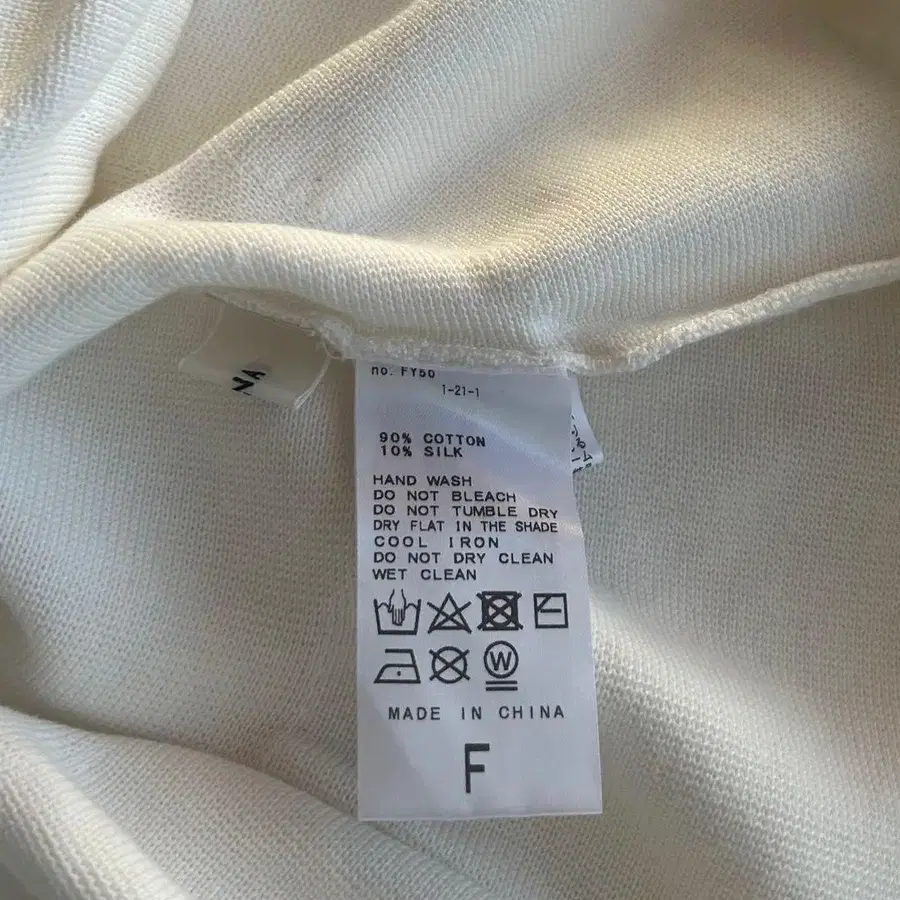 NA
no. FY50
1-21-1
90% COTTON
10% SILK
HAND WASH
DO NOT BLEACH
DO NOT TUMBLE DRY
DRY FLAT IN THE SHADE
COOL IRON
DO NOT DRY CLEAN
WET CLEAN
W
MADE IN CHINA
F